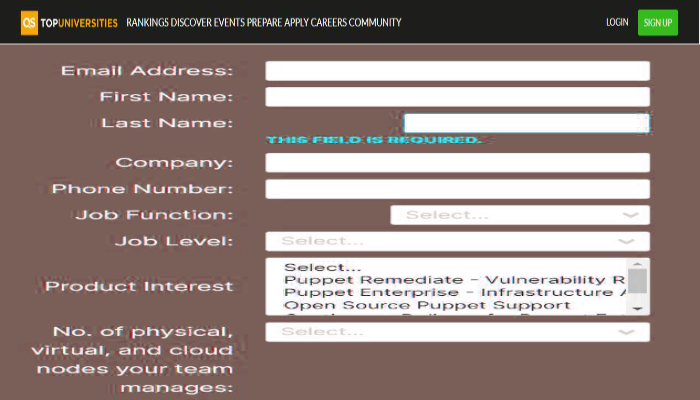 QS TOPUNIVERSITIES RANKINGS DISCOVER EVENTS PREPARE APPLY CAREERS COMMUNITY LOGIN SIGN UP
Email Address:
First Name:
Last Name:
THIS FIELD IS REQUIRED.
Company:
Phone Number:
Job Function: Select...
Job Level: Select...
Select...
Puppet Remediate - Vulnerability R
Product Interest
Puppet Enterprise - Infrastructure A
Open Source Puppet Support
No. of physical, Select...
virtual, and cloud
nodes your team
manages: